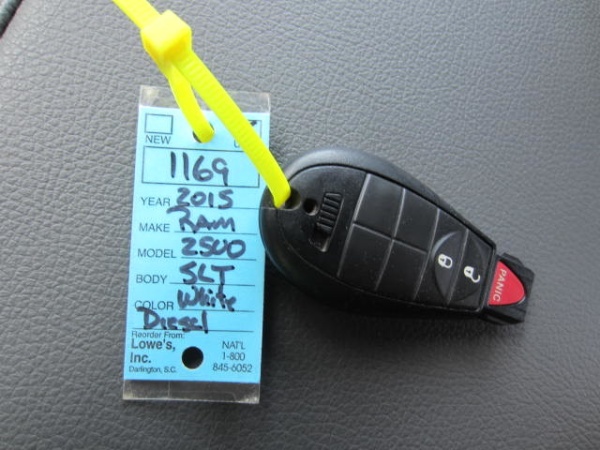 NEW
1169
YEAR 2015
MAKE RAM
MODEL 2500
BODY SLT
COLOR White
Diesel
Reorder From:
Lowe's, Inc.
Darlington, S.C.
NAT'L
1-800
845-6052
PANIC